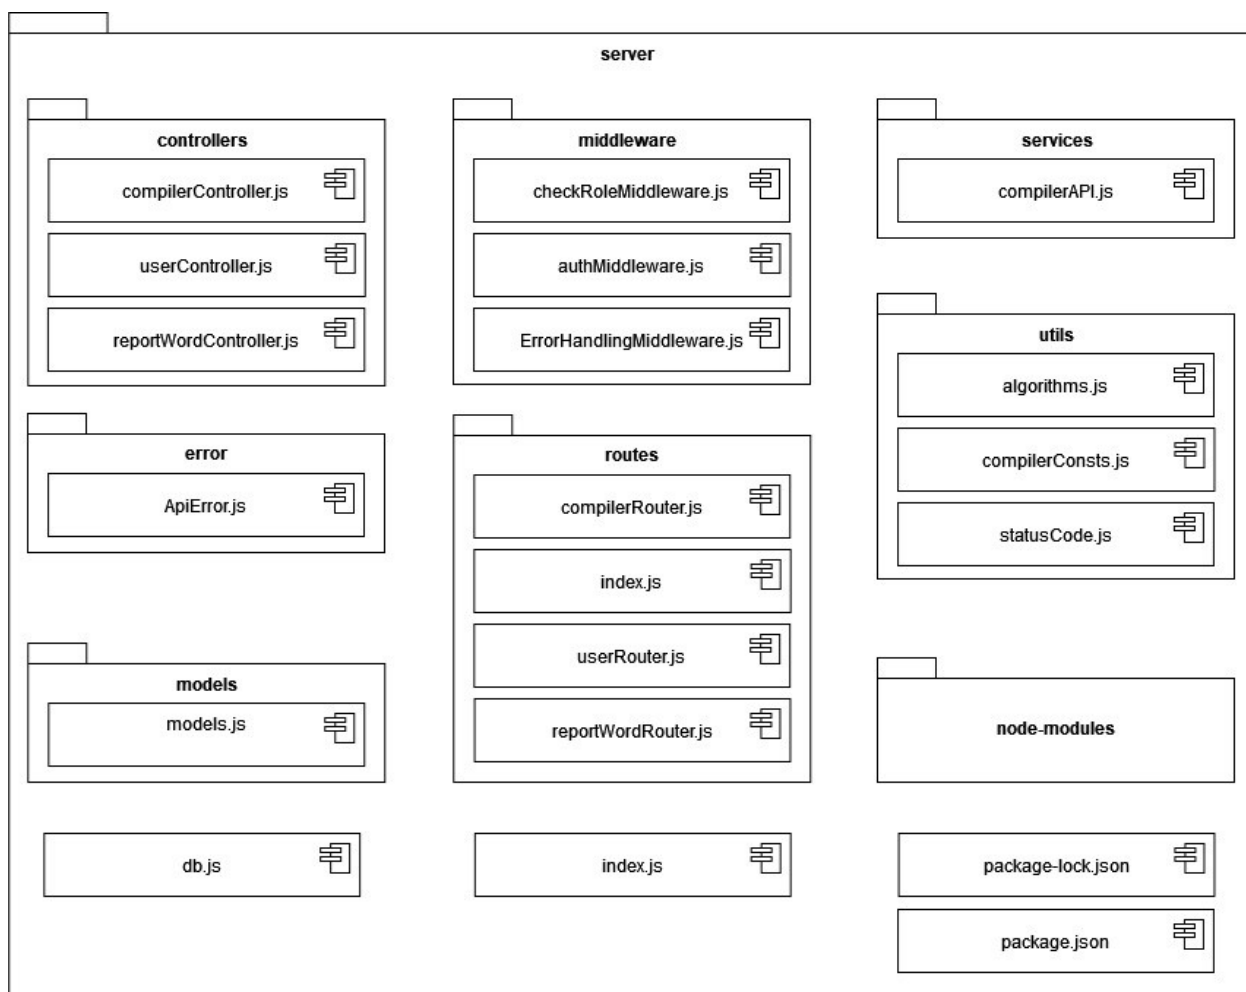 server
controllers
compilerController.js
userController.js
reportWordController.js
middleware
checkRoleMiddleware.js
authMiddleware.js
ErrorHandlingMiddleware.js
services
compilerAPI.js
utils
algorithms.js
compilerConsts.js
statusCode.js
error
ApiError.js
routes
compilerRouter.js
index.js
userRouter.js
reportWordRouter.js
models
models.js
node-modules
db.js
index.js
package-lock.json
package.json